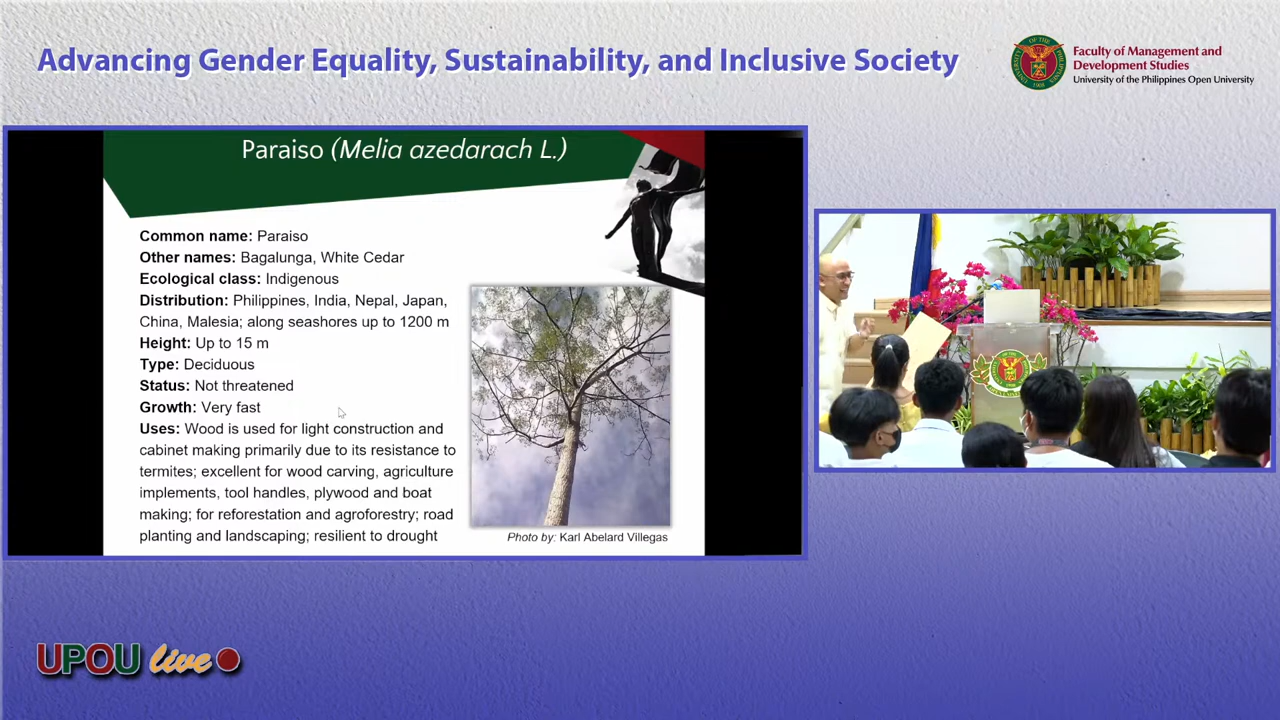 Advancing Gender Equality, Sustainability, and Inclusive Society
Faculty of Management and
Development Studies
University of the Philippines Open University
Paraiso (Melia azedarach L.)
Common name: Paraiso
Other names: Bagalunga, White Cedar
Ecological class: Indigenous
Distribution: Philippines, India, Nepal, Japan,
China, Malesia; along seashores up to 1200 m
Height: Up to 15 m
Type: Deciduous
Status: Not threatened
Growth: Very fast
Uses: Wood is used for light construction and
cabinet making primarily due to its resistance to
termites; excellent for wood carving, agriculture
implements, tool handles, plywood and boat
making; for reforestation and agroforestry; road
planting and landscaping; resilient to drought
Photo by: Karl Abelard Villegas
UPOU live